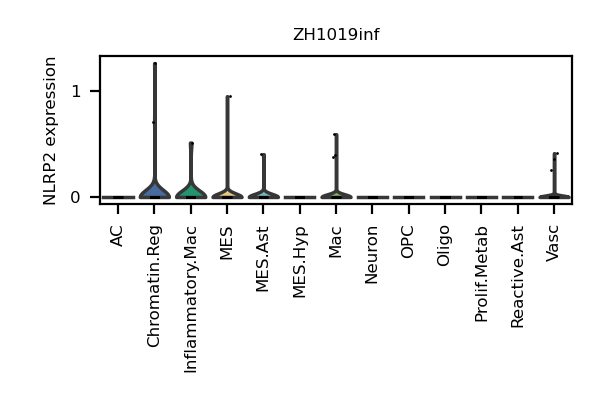 ZH1019inf
NLRP2 expression
1
0
AC
Chromatin.Reg
Inflammatory.Mac
MES
MES.Ast
MES.Hyp
Mac
Neuron
OPC
Oligo
Prolif.Metab
Reactive.Ast
Vasc